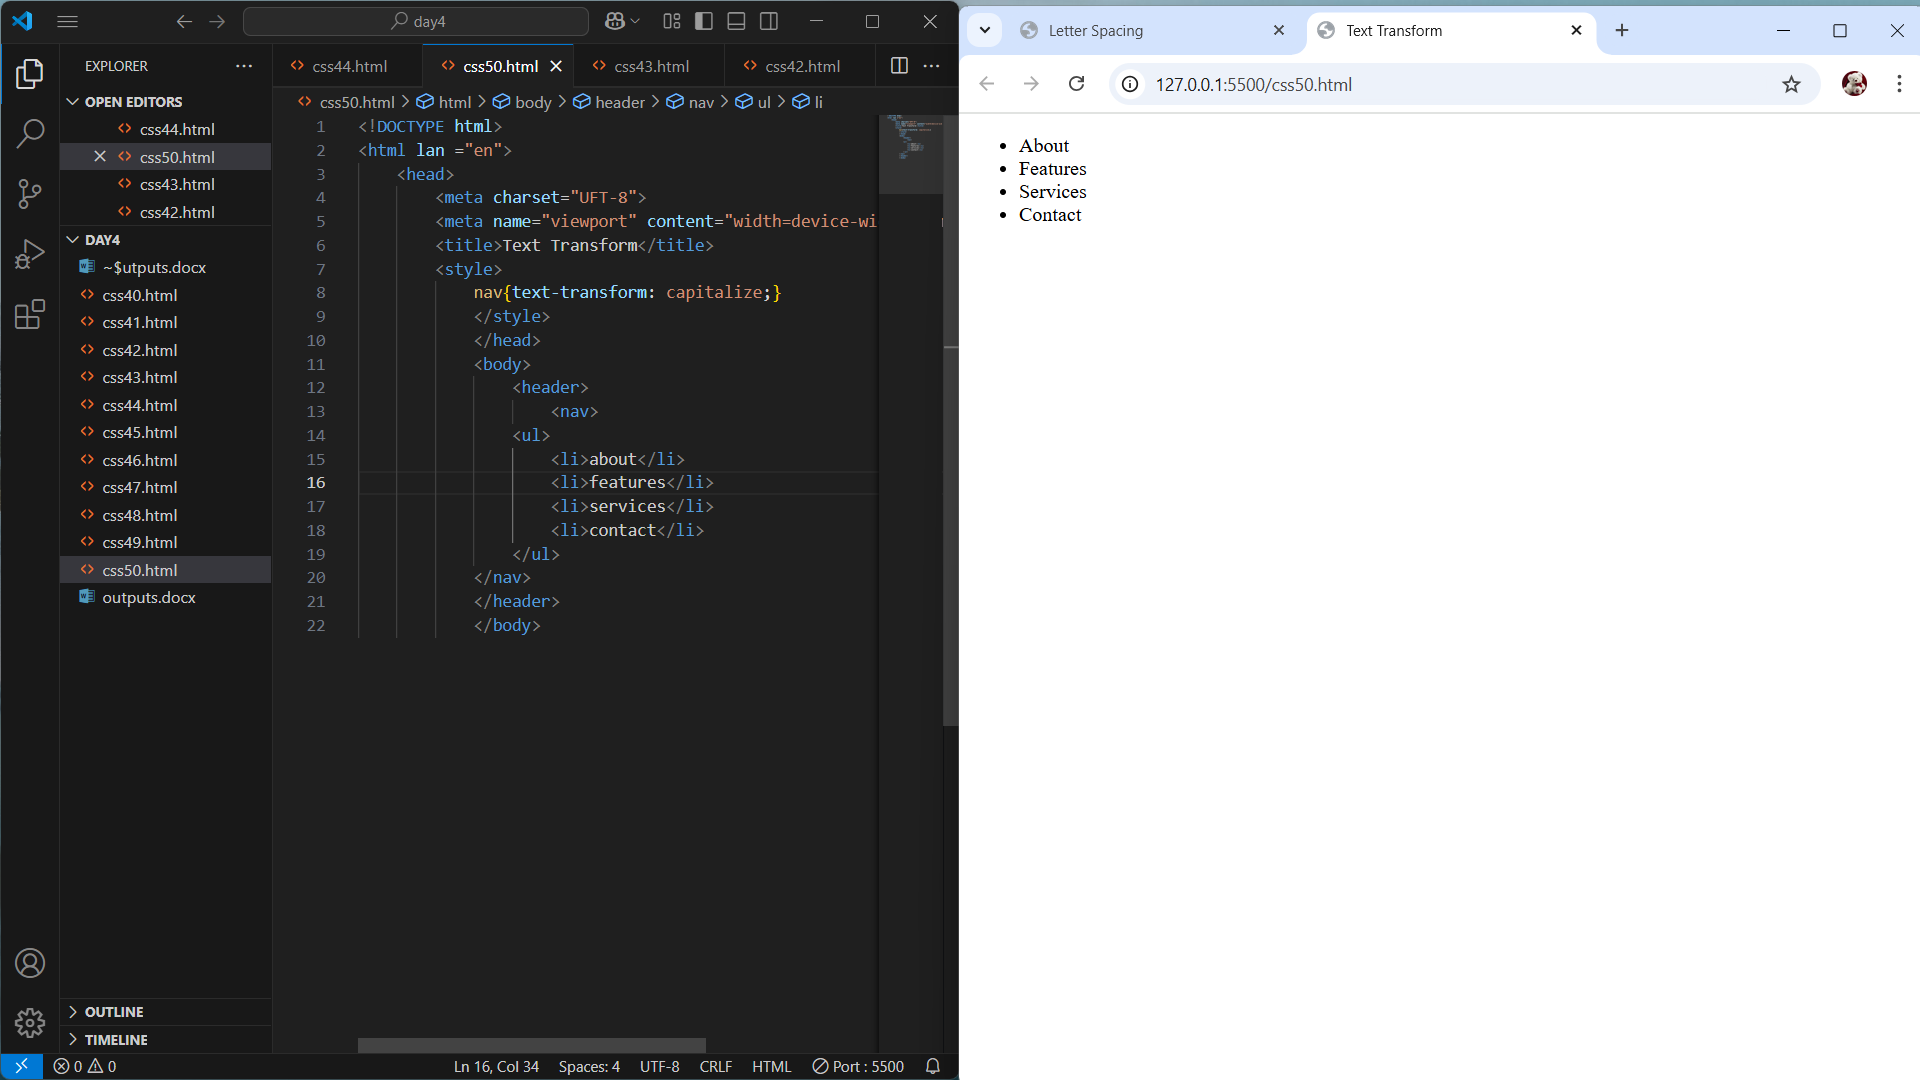 day4
EXPLORER
OPEN EDITORS
css44.html
css50.html
css43.html
css42.html
DAY4
~$utputs.docx
css40.html
css41.html
css42.html
css43.html
css44.html
css45.html
css46.html
css47.html
css48.html
css49.html
css50.html
outputs.docx
OUTLINE
TIMELINE
css44.html css50.html css43.html css42.html
css50.html > html > body > header > nav > ul > li
1 <!DOCTYPE html>
2 <html lan ="en">
3 <head>
4 <meta charset="UFT-8">
5 <meta name="viewport" content="width=device-wi
6 <title>Text Transform</title>
7 <style>
8 nav{text-transform: capitalize;}
9 </style>
10 </head>
11 <body>
12 <header>
13 <nav>
14 <ul>
15 <li>about</li>
16 <li>features</li>
17 <li>services</li>
18 <li>contact</li>
19 </ul>
20 </nav>
21 </header>
22 </body>
0 0 Ln 16, Col 34 Spaces: 4 UTF-8 CRLF HTML Port : 5500
Letter Spacing Text Transform
127.0.0.1:5500/css50.html
• About
• Features
• Services
• Contact